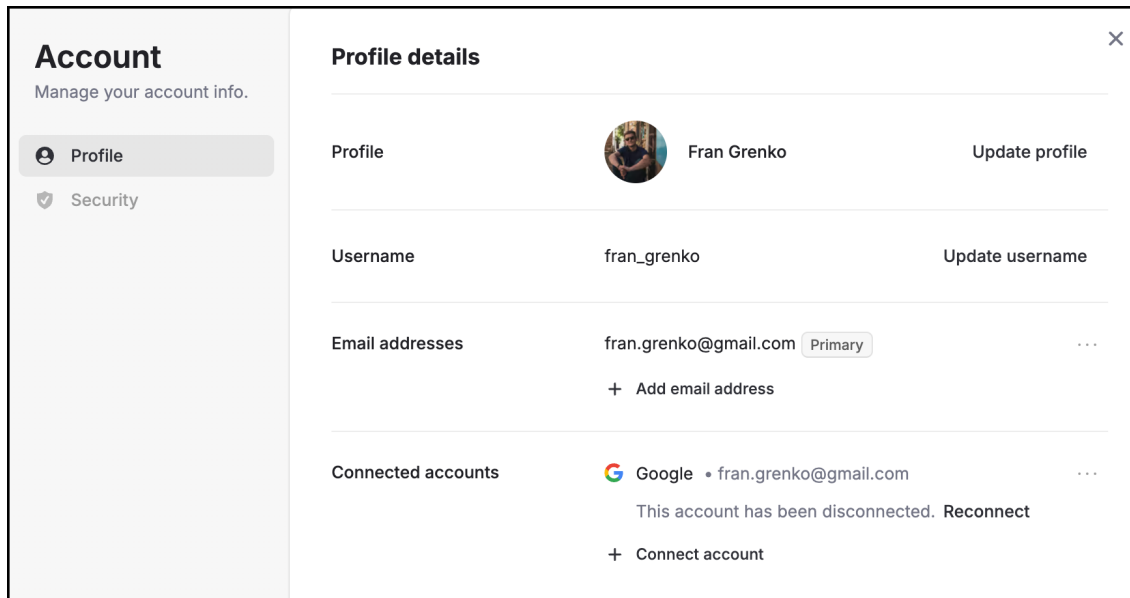 Account
Manage your account info.
Profile
Security
Profile details
Profile Fran Grenko Update profile
Username fran_grenko Update username
Email addresses fran.grenko@gmail.com Primary ...
+ Add email address
Connected accounts Google • fran.grenko@gmail.com ...
This account has been disconnected. Reconnect
+ Connect account